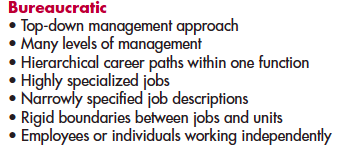 Bureaucratic
• Top-down management approach
• Many levels of management
• Hierarchical career paths within one function
• Highly specialized jobs
• Narrowly specified job descriptions
• Rigid boundaries between jobs and units
• Employees or individuals working independently